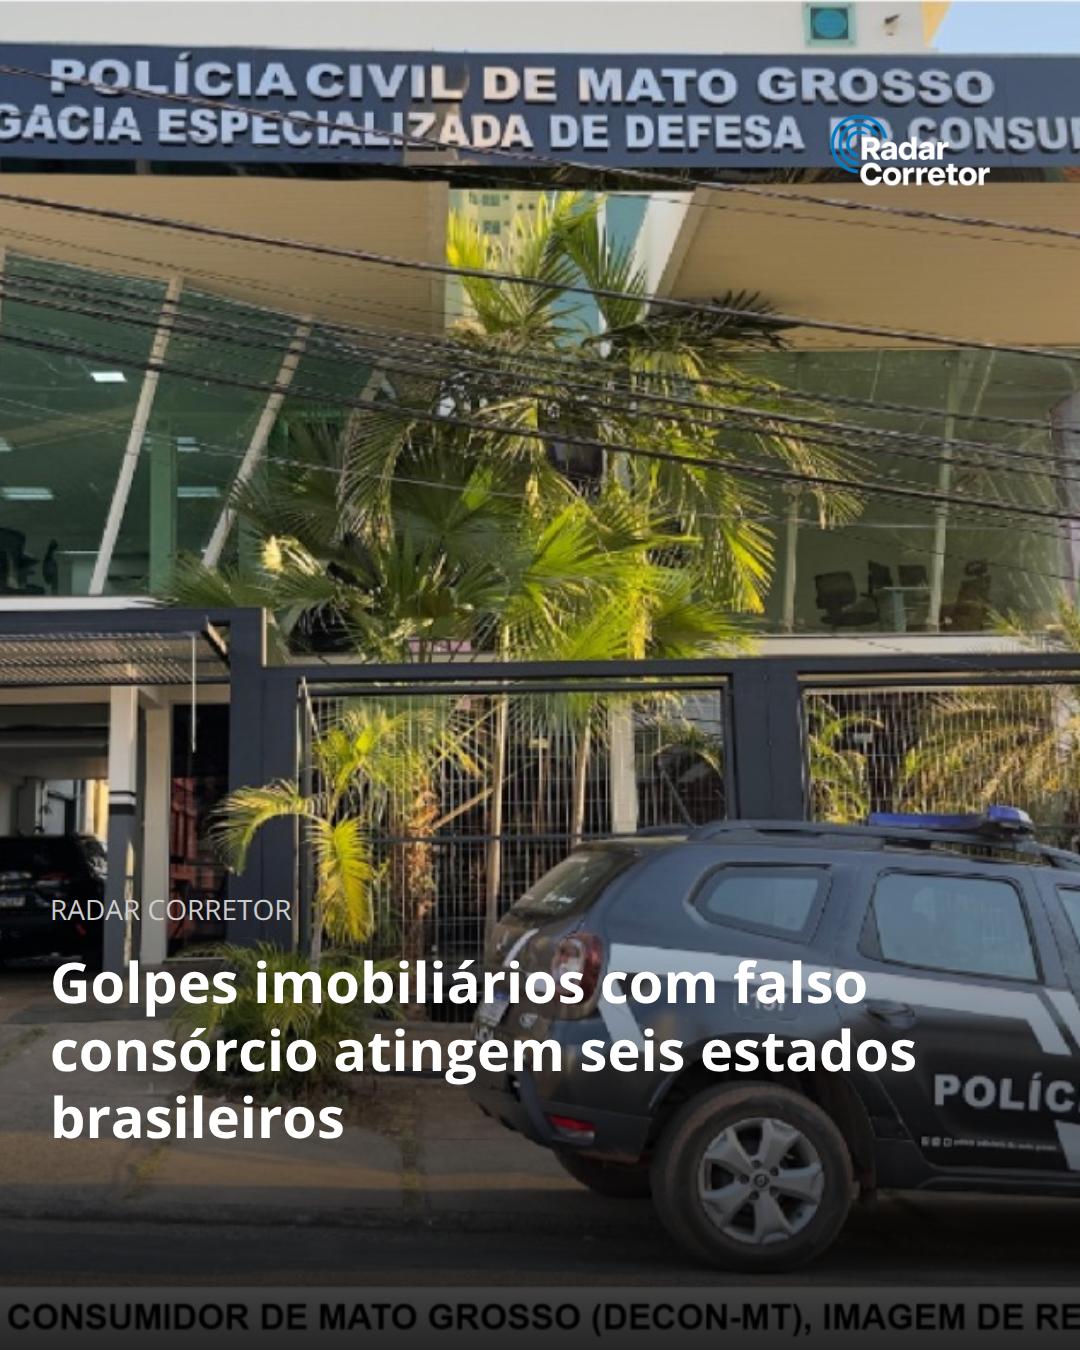 POLÍCIA CIVIL DE MATO GROSSO
GACIA ESPECIALIZADA DE DEFESA DO CONSU
Radar
Corretor
RADAR CORRETOR
Golpes imobiliários com falso
consórcio atingem seis estados
brasileiros
197
POLÍC
CONSUMIDOR DE MATO GROSSO (DECON-MT), IMAGEM DE RE